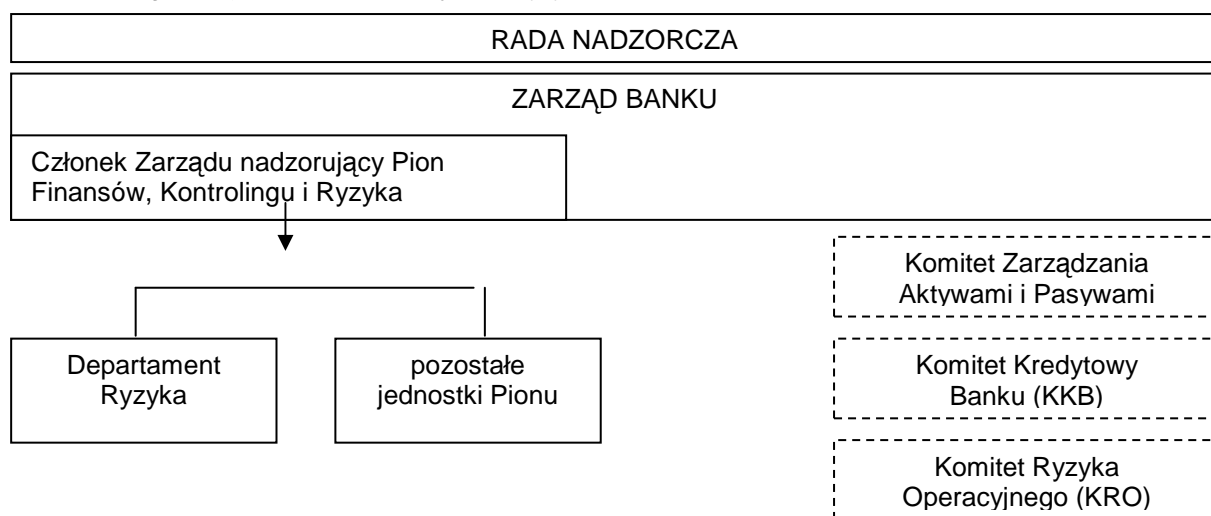 RADA NADZORCZA
ZARZĄD BANKU
Członek Zarządu nadzorujący Pion
Finansów, Kontrolingu i Ryzyka
Komitet Zarządzania
Aktywami i Pasywami
Departament
Ryzyka
pozostałe
jednostki Pionu
Komitet Kredytowy
Banku (KKB)
Komitet Ryzyka
Operacyjnego (KRO)